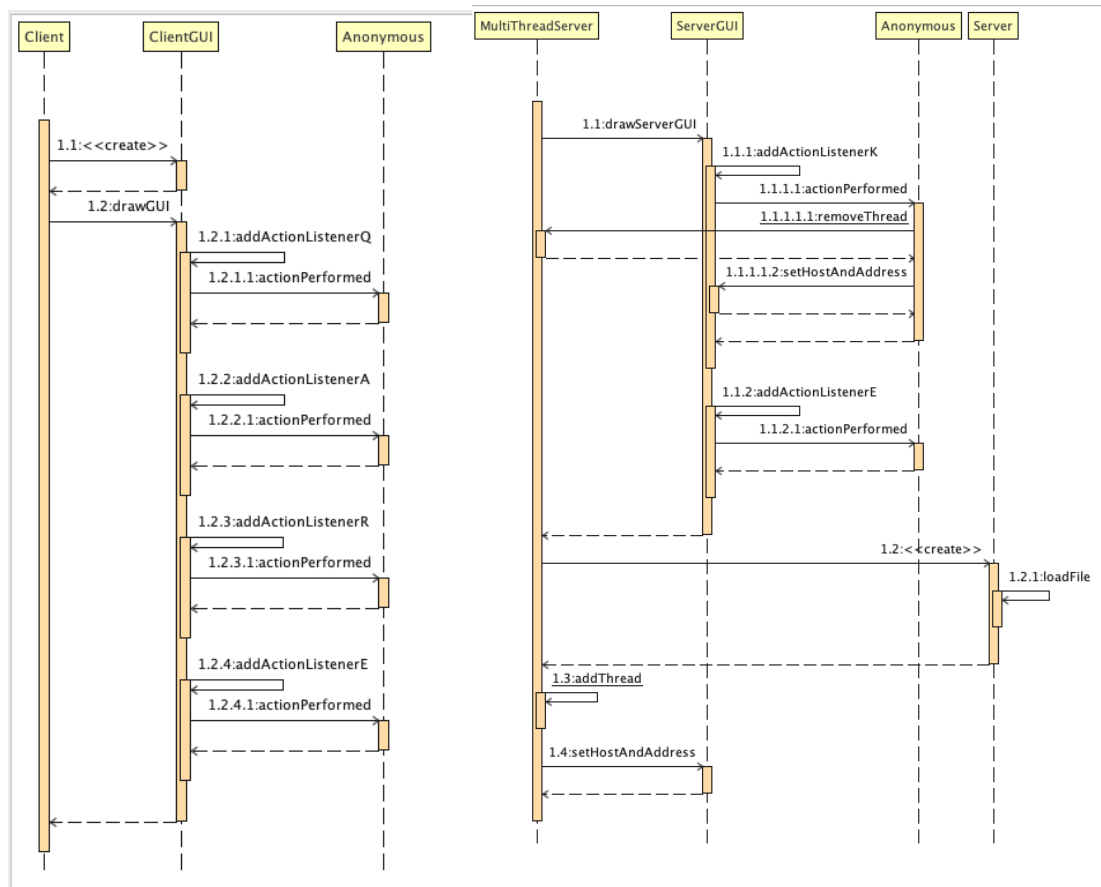 Client
ClientGUI
Anonymous
1.1:<<create>>
1.2:drawGUI
1.2.1:addActionListenerQ
1.2.1.1:actionPerformed
1.2.2:addActionListenerA
1.2.2.1:actionPerformed
1.2.3:addActionListenerR
1.2.3.1:actionPerformed
1.2.4:addActionListenerE
1.2.4.1:actionPerformed
MultiThreadServer
ServerGUI
Anonymous
Server
1.1:drawServerGUI
1.1.1:addActionListenerK
1.1.1.1:actionPerformed
1.1.1.1.1:removeThread
1.1.1.1.2:setHostAndAddress
1.1.2:addActionListenerE
1.1.2.1:actionPerformed
1.2:<<create>>
1.2.1:loadFile
1.3:addThread
1.4:setHostAndAddress